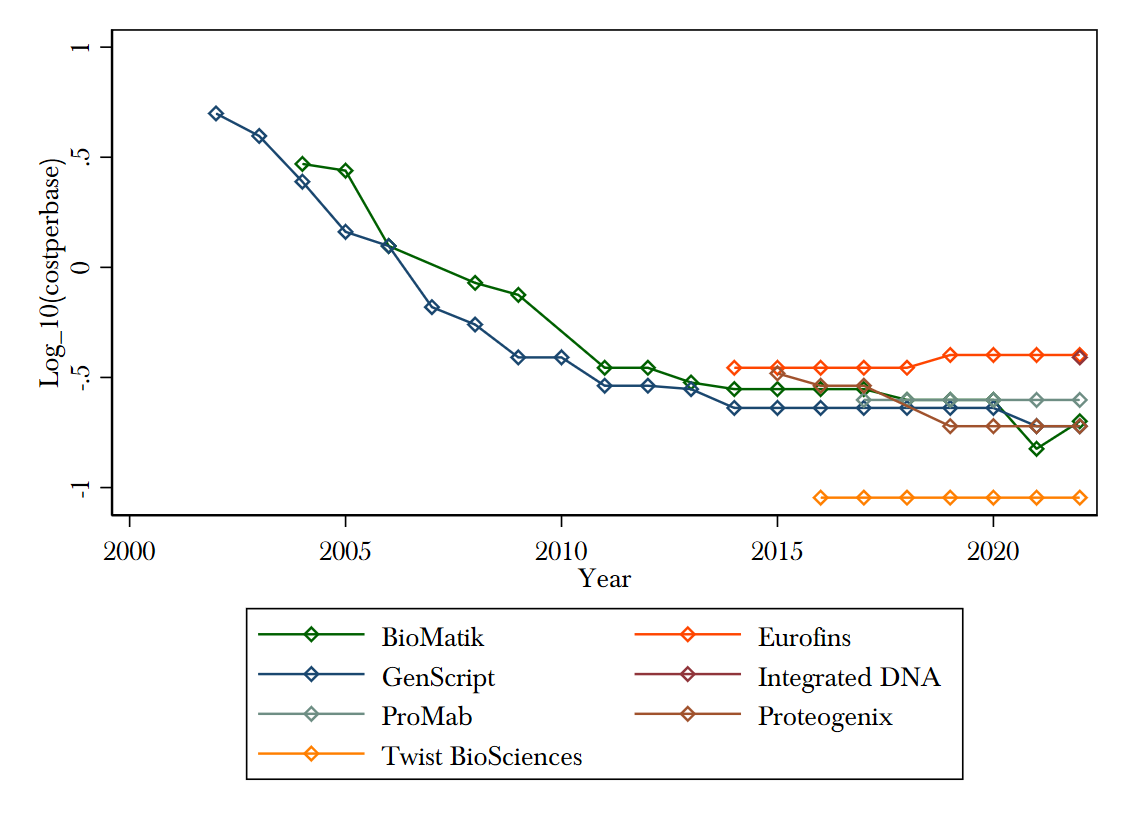 1
.5
0
-.5
-1
Log_10(costperbase)
2000 2005 2010 2015 2020
Year
BioMatik Eurofins
GenScript Integrated DNA
ProMab Proteogenix
Twist BioSciences